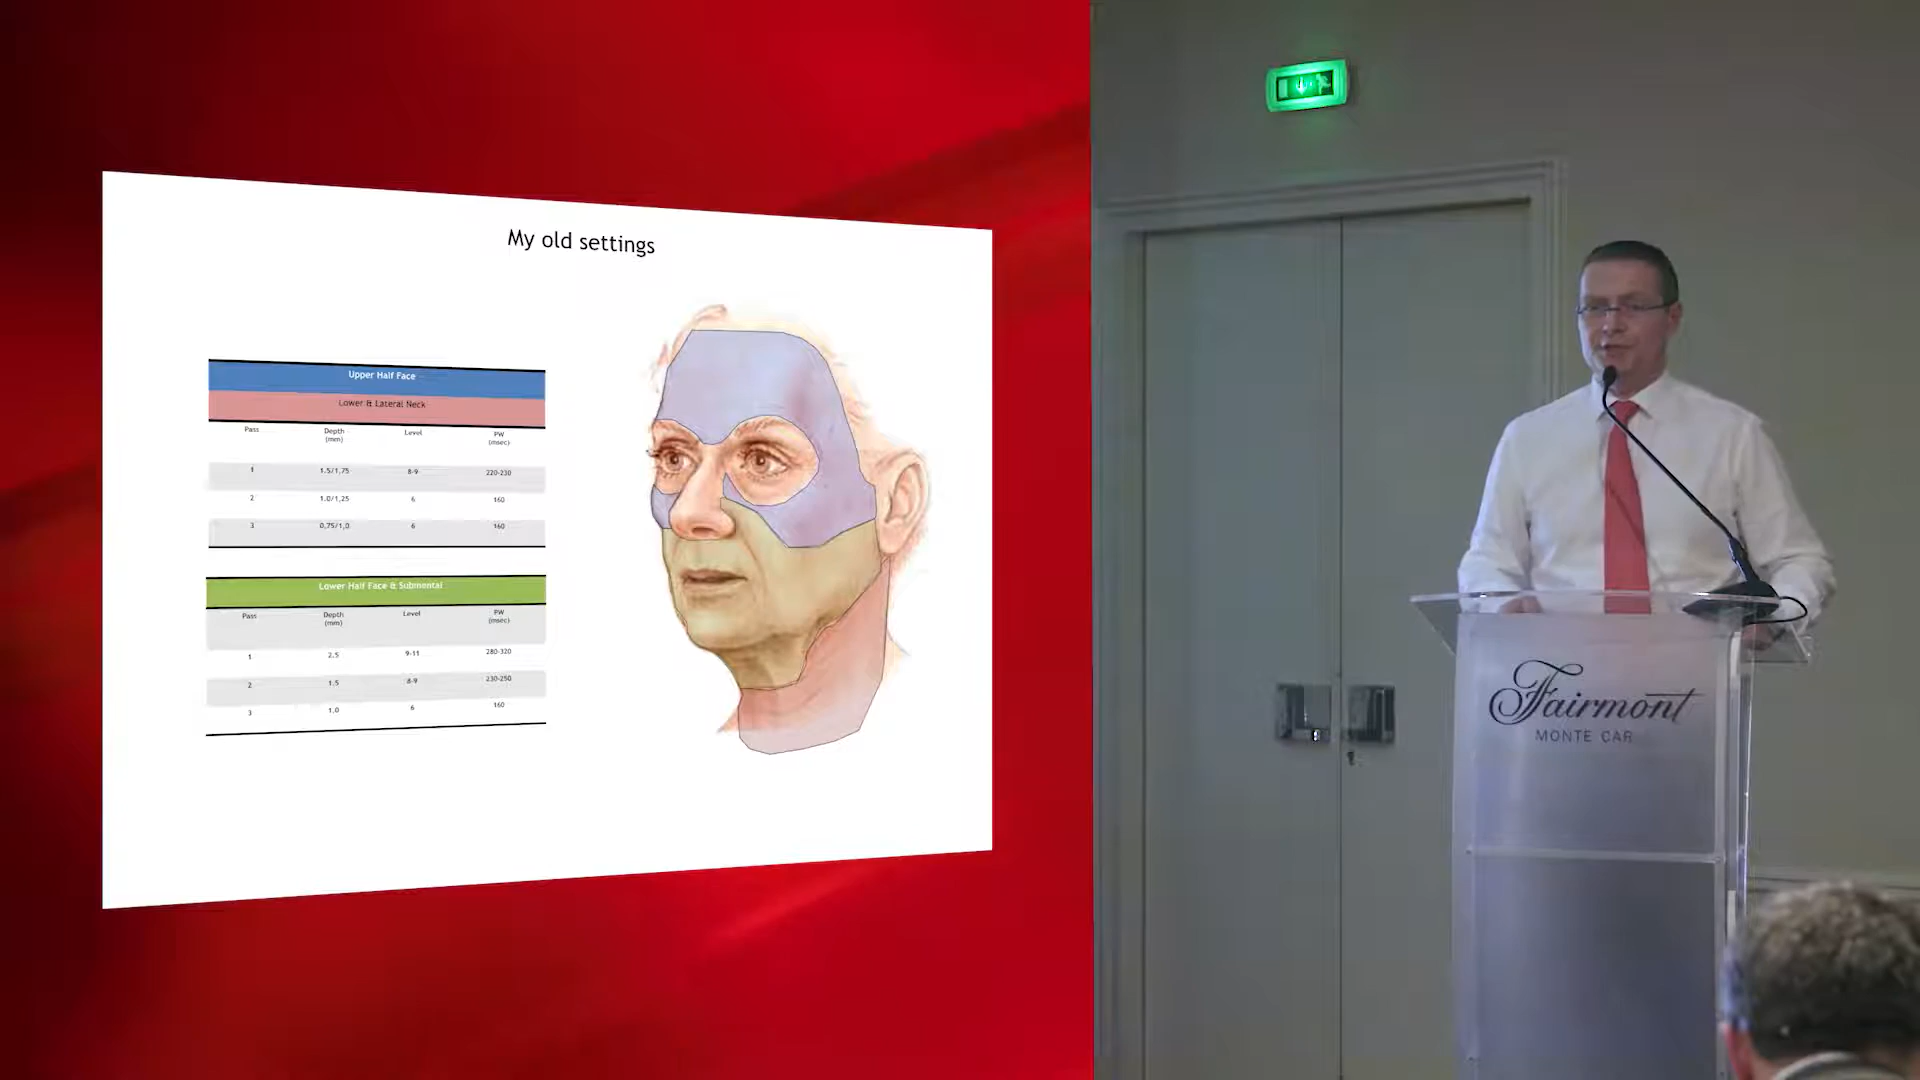 My old settings
Upper Half Face
Lower & Lateral Neck
Pass Depth (mm) Level PW (msec)
1 1.5/1,75 8-9 220-230
2 1.0/1,25 6 160
3 0,75/1,0 6 160
Lower Half Face & Submental
Pass Depth (mm) Level PW (msec)
1 2.5 9-11 280-320
2 1.5 8-9 230-250
3 1.0 6 160
Fairmont
MONTE CAR